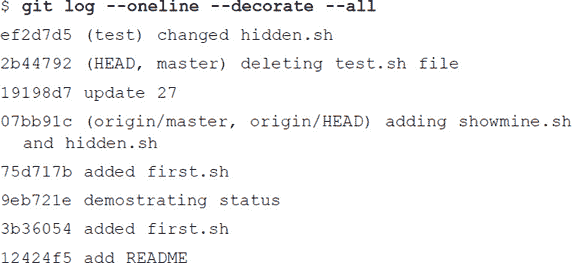 $ git log --oneline --decorate --all
ef2d7d5 (test) changed hidden.sh
2b44792 (HEAD, master) deleting test.sh file
19198d7 update 27
07bb91c (origin/master, origin/HEAD) adding showmine.sh
and hidden.sh
75d717b added first.sh
9eb721e demostrating status
3b36054 added first.sh
12424f5 add README